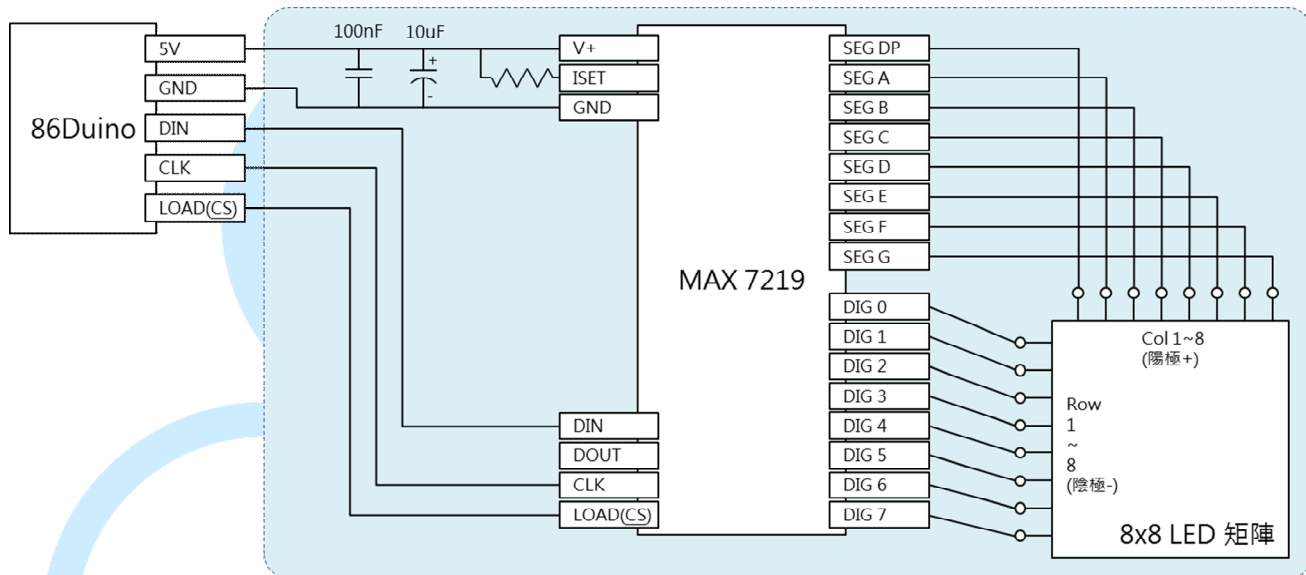 86Duino
5V
GND
DIN
CLK
LOAD(CS)
100nF
10uF
+
-
V+
ISET
GND
DIN
DOUT
CLK
LOAD(CS)
MAX 7219
SEG DP
SEG A
SEG B
SEG C
SEG D
SEG E
SEG F
SEG G
DIG 0
DIG 1
DIG 2
DIG 3
DIG 4
DIG 5
DIG 6
DIG 7
Col 1~8
(陽極+)
Row
1
~
8
(陰極-)
8x8 LED 矩陣